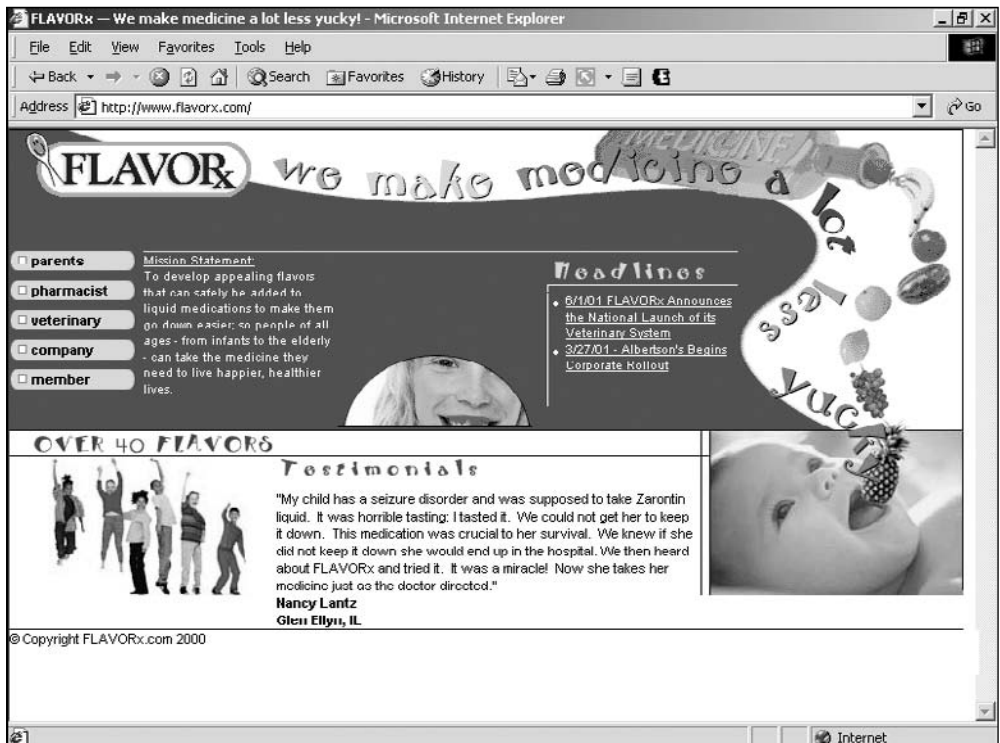 FLAVORx — We make medicine a lot less yucky! - Microsoft Internet Explorer
File Edit View Favorites Tools Help
Back Search Favorites History
Address http://www.flavorx.com/ Go
FLAVORx we make medicine a lot less yucky
MEDICINE
parents
pharmacist
veterinary
company
member
Mission Statement:
To develop appealing flavors
that can safely be added to
liquid medications to make them
go down easier; so people of all
ages - from infants to the elderly
- can take the medicine they
need to live happier, healthier
lives.
Headlines
6/1/01 FLAVORx Announces
the National Launch of its
Veterinary System
3/27/01 - Albertson's Begins
Corporate Rollout
OVER 40 FLAVORS
Testimonials
"My child has a seizure disorder and was supposed to take Zarontin
liquid. It was horrible tasting: I tasted it. We could not get her to keep
it down. This medication was crucial to her survival. We knew if she
did not keep it down she would end up in the hospital. We then heard
about FLAVORx and tried it. It was a miracle! Now she takes her
medicine just as the doctor directed."
Nancy Lantz
Glen Ellyn, IL
© Copyright FLAVORx.com 2000
Internet